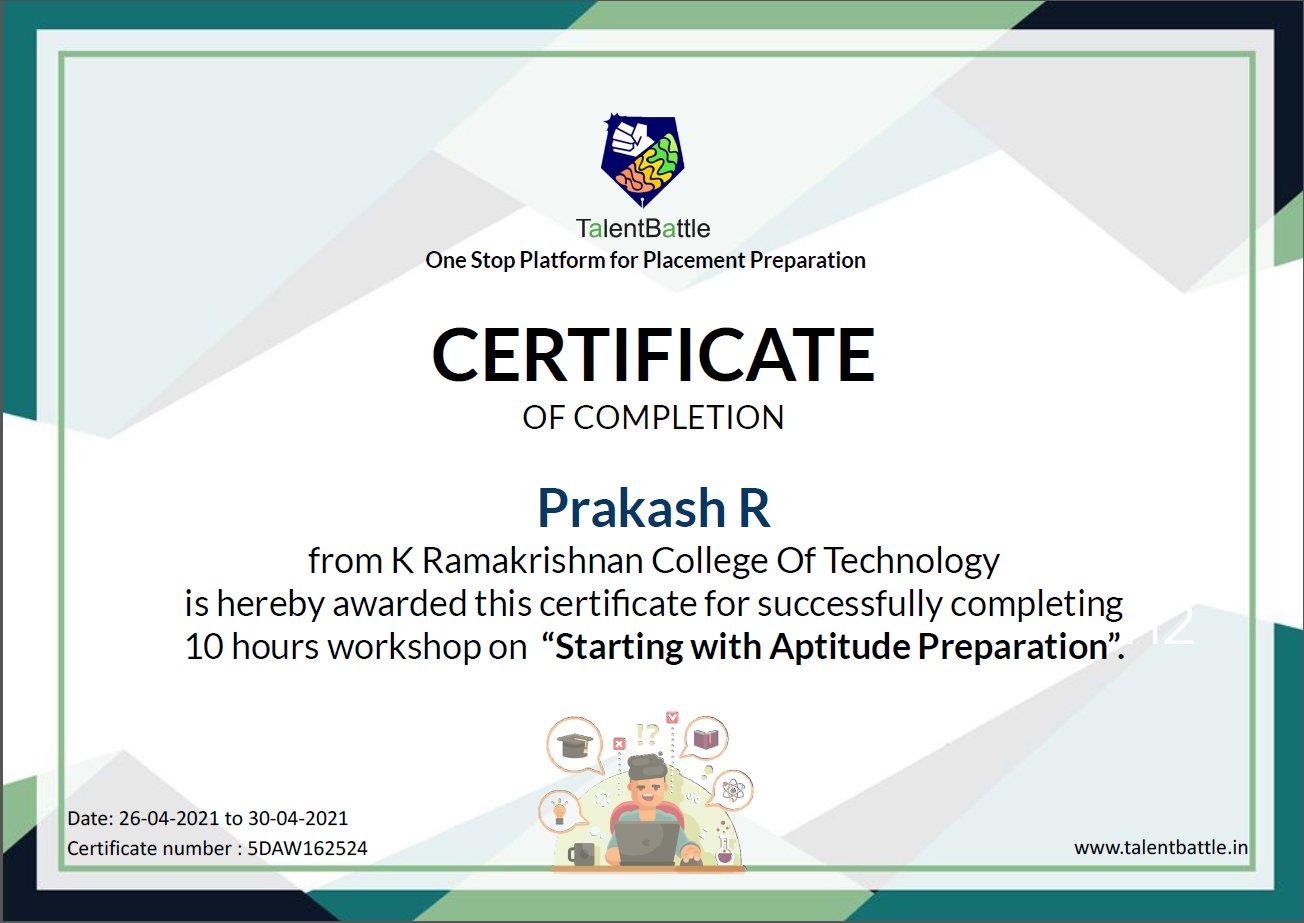 TalentBattle
One Stop Platform for Placement Preparation
CERTIFICATE
OF COMPLETION
Prakash R
from K Ramakrishnan College Of Technology
is hereby awarded this certificate for successfully completing
10 hours workshop on “Starting with Aptitude Preparation”.
!?
Date: 26-04-2021 to 30-04-2021
Certificate number : 5DAW162524
www.talentbattle.in